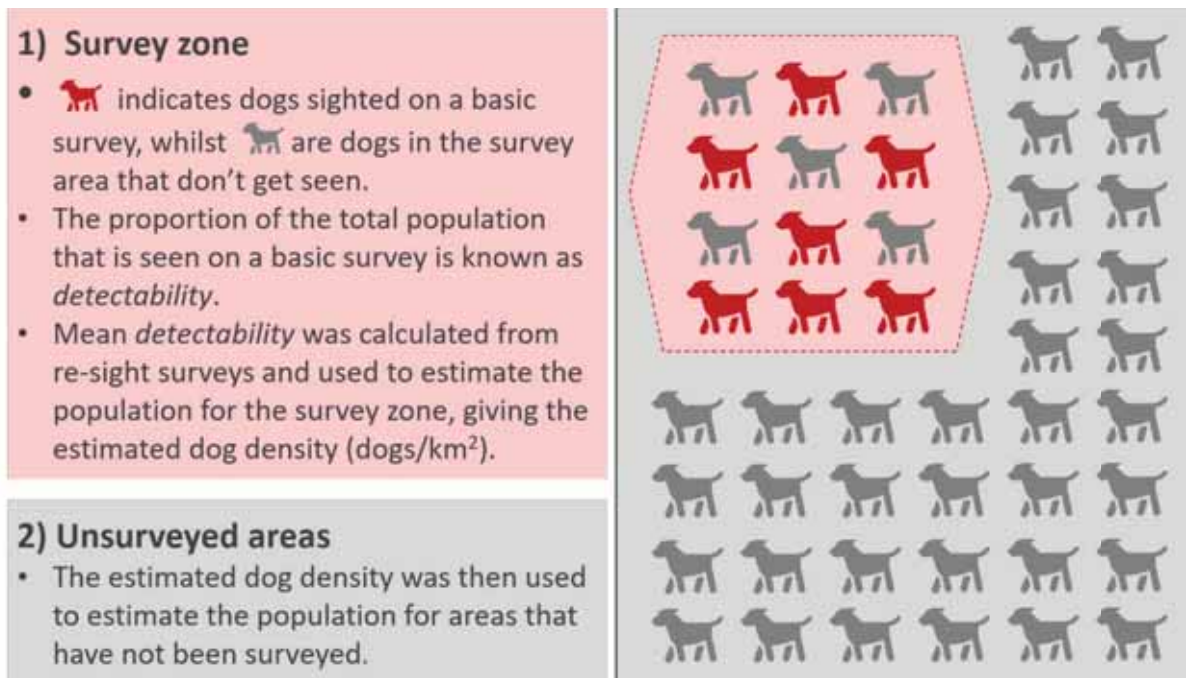 1) Survey zone
• indicates dogs sighted on a basic
survey, whilst are dogs in the survey
area that don't get seen.
• The proportion of the total population
that is seen on a basic survey is known as
detectability.
• Mean detectability was calculated from
re-sight surveys and used to estimate the
population for the survey zone, giving the
estimated dog density (dogs/km²).
2) Unsurveyed areas
• The estimated dog density was then used
to estimate the population for areas that
have not been surveyed.